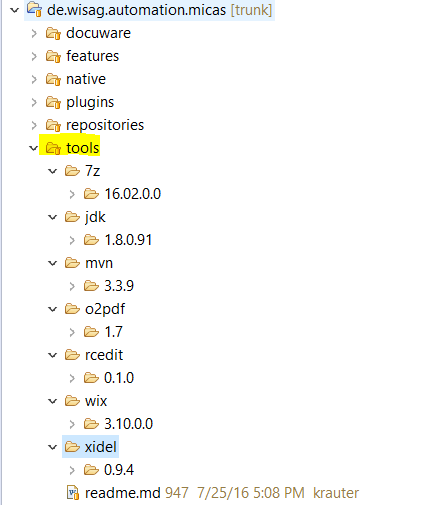 de.wisag.automation.micas [trunk]
docuware
features
native
plugins
repositories
tools
7z
16.02.0.0
jdk
1.8.0.91
mvn
3.3.9
o2pdf
1.7
rcedit
0.1.0
wix
3.10.0.0
xidel
0.9.4
readme.md 947 7/25/16 5:08 PM krauter